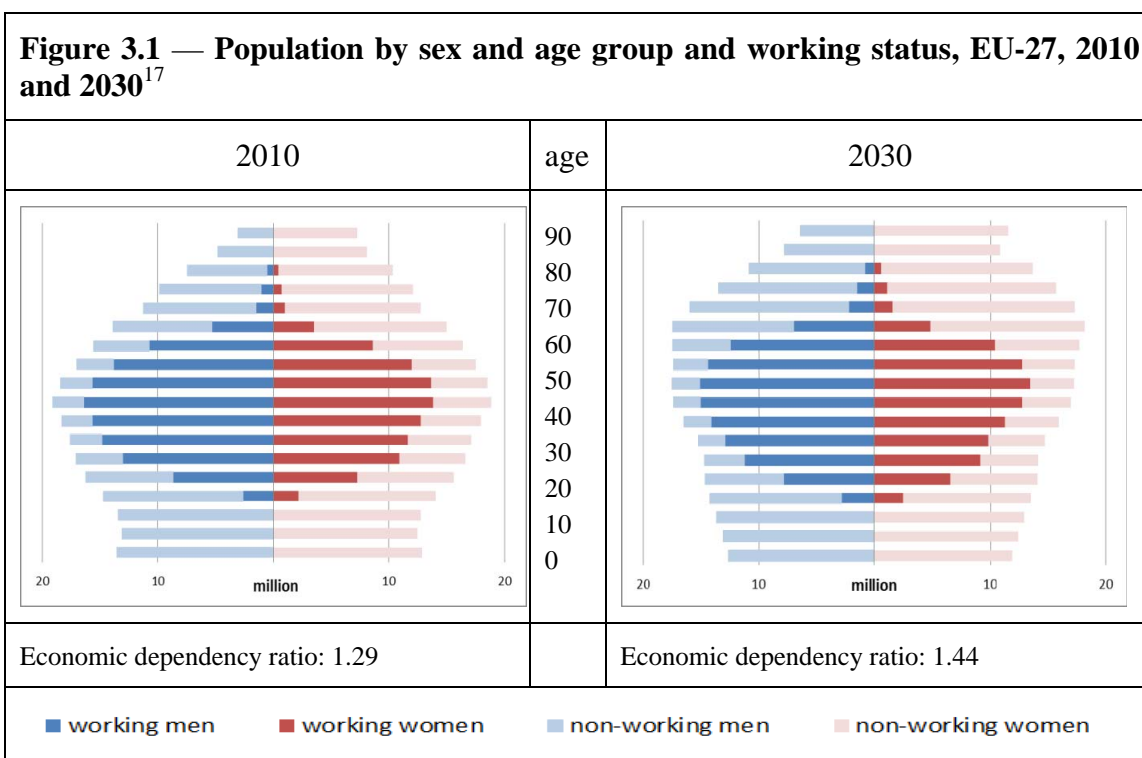 Figure 3.1 — Population by sex and age group and working status, EU-27, 2010
and 203017
2010
age
2030
90
80
70
60
50
40
30
20
10
0
20 10 10 20
million
20 10 10 20
million
Economic dependency ratio: 1.29
Economic dependency ratio: 1.44
working men working women non-working men non-working women